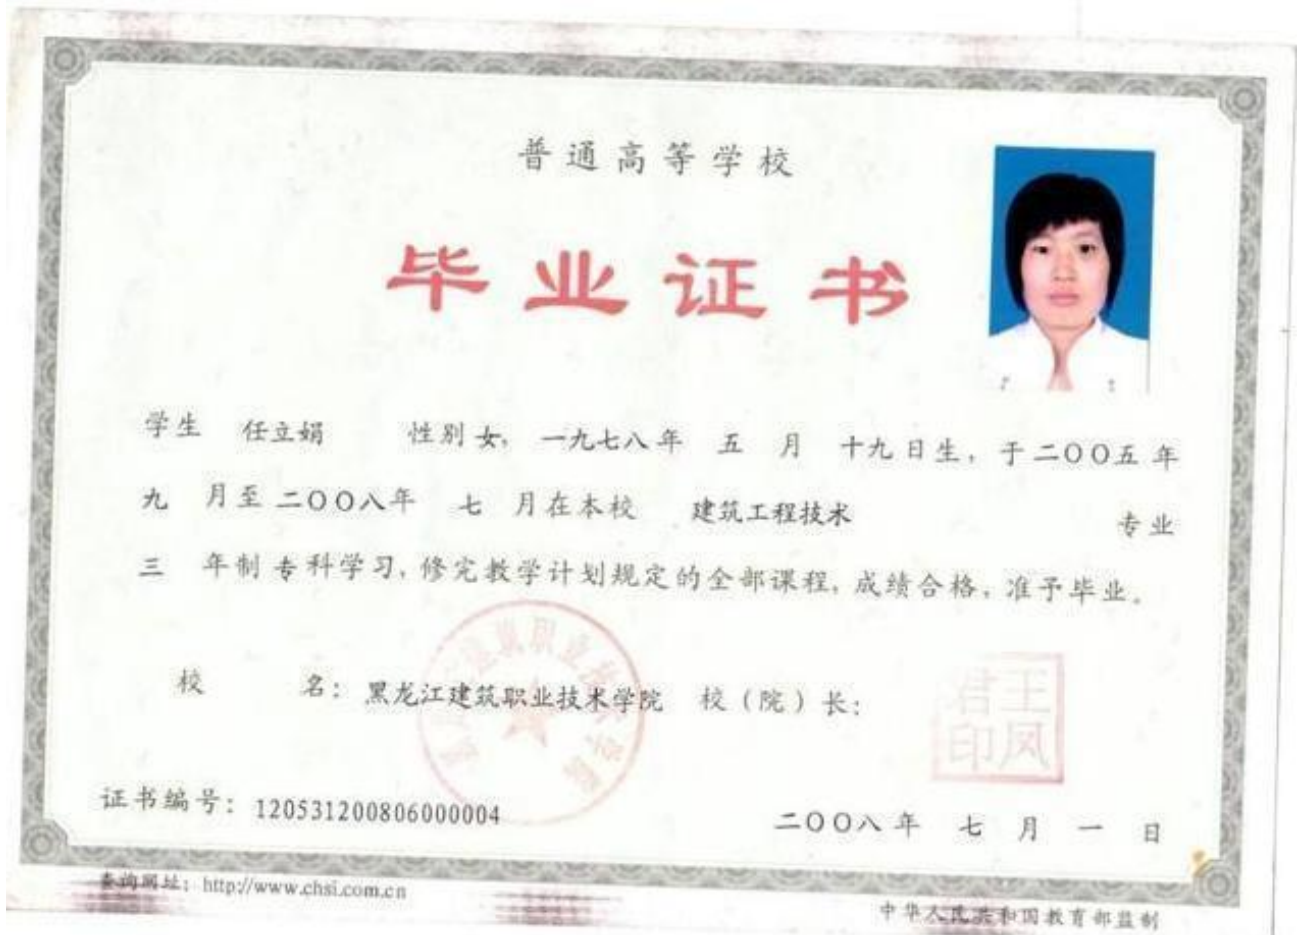 普通高等学校
毕业证书
学生 任立娟 性别 女, 一九七八年 五 月 十九日生, 于二〇〇五年
九 月至二〇〇八年 七 月在本校 建筑工程技术 专业
三 年制 专科学习, 修完教学计划规定的全部课程, 成绩合格, 准予毕业。
校 名: 黑龙江建筑职业技术学院 校(院)长:
王凤君印
证书编号: 120531200806000004
二〇〇八年 七 月 一 日
查询网址: http://www.chsi.com.cn
中华人民共和国教育部监制